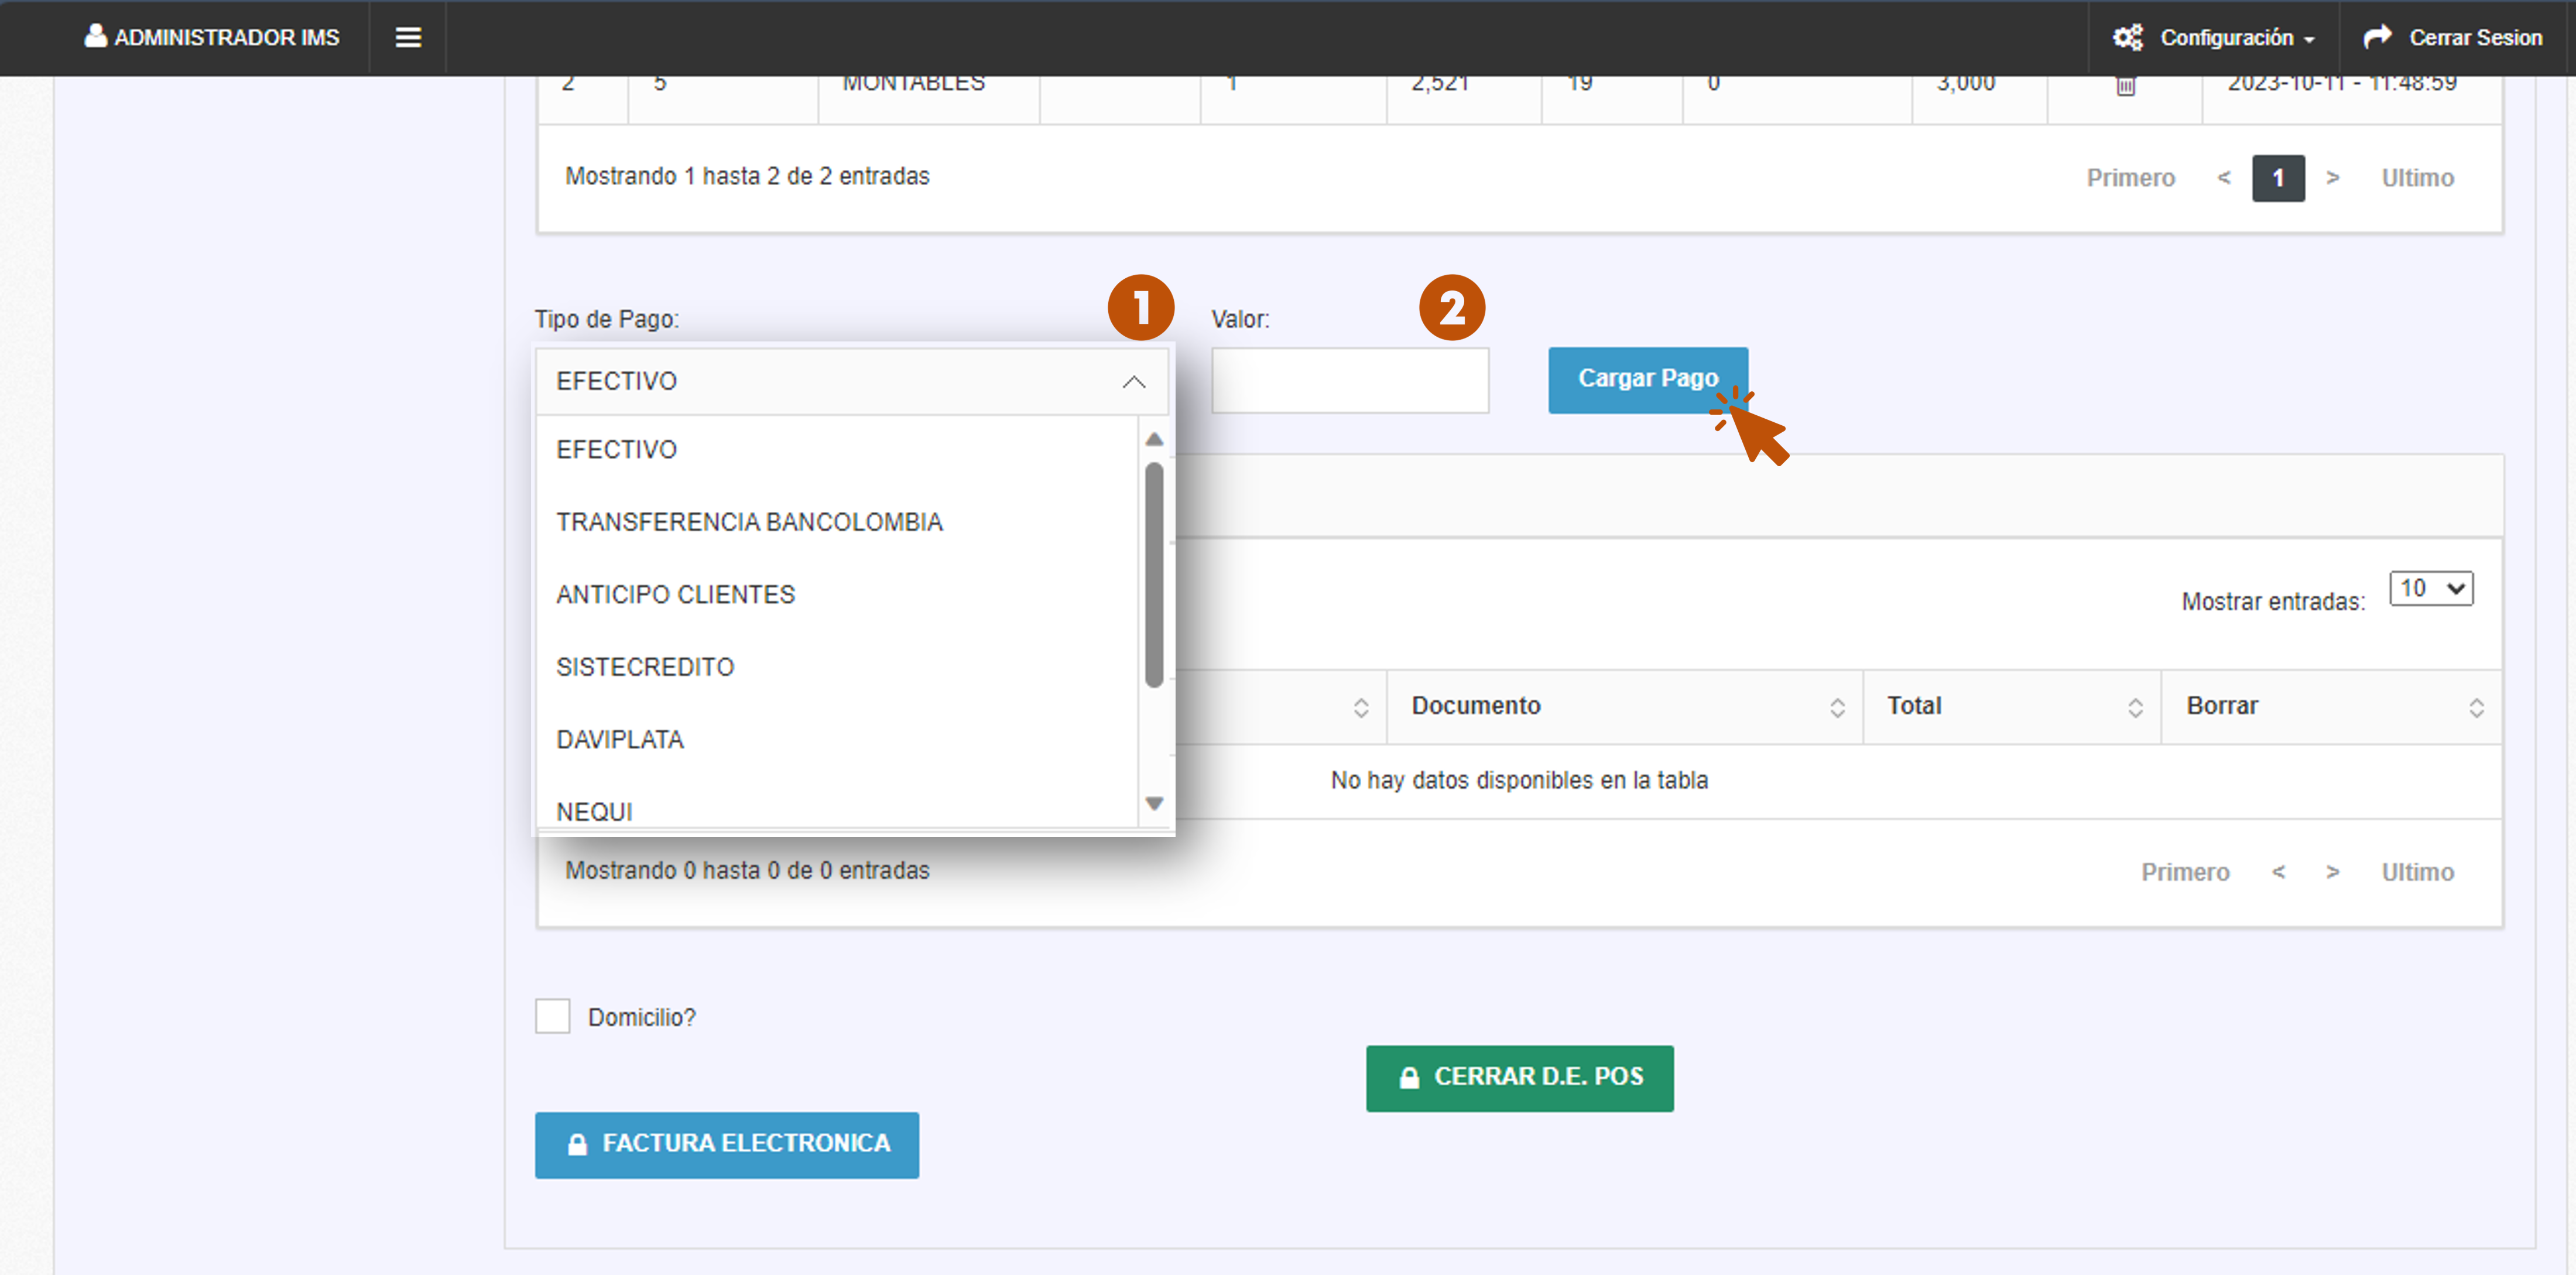 ADMINISTRADOR IMS
Configuración
Cerrar Sesion
2 5 MONTABLES 1 2,521 19 0 3,000 2023-10-11 - 11:48:59
Mostrando 1 hasta 2 de 2 entradas
Primero < 1 > Ultimo
1
2
Tipo de Pago:
Valor:
EFECTIVO
Cargar Pago
EFECTIVO
TRANSFERENCIA BANCOLOMBIA
ANTICIPO CLIENTES
SISTECREDITO
DAVIPLATA
NEQUI
Mostrar entradas: 10
Documento Total Borrar
No hay datos disponibles en la tabla
Mostrando 0 hasta 0 de 0 entradas
Primero < > Ultimo
Domicilio?
CERRAR D.E. POS
FACTURA ELECTRONICA